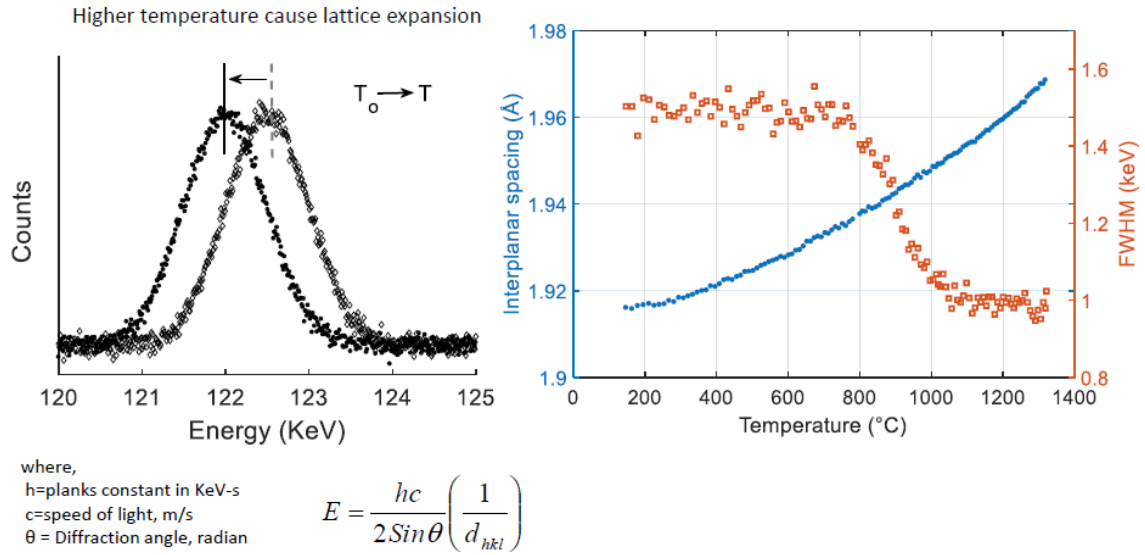 Higher temperature cause lattice expansion
T₀ → T
Counts
120 121 122 123 124 125
Energy (KeV)
1.98
1.96
1.94
1.92
1.9
Interplanar spacing (Å)
1.6
1.4
1.2
1
0.8
FWHM (keV)
0 200 400 600 800 1000 1200 1400
Temperature (°C)
where,
h=planks constant in KeV-s
c=speed of light, m/s
θ = Diffraction angle, radian
E = hc / 2Sinθ (1 / d_hkl)